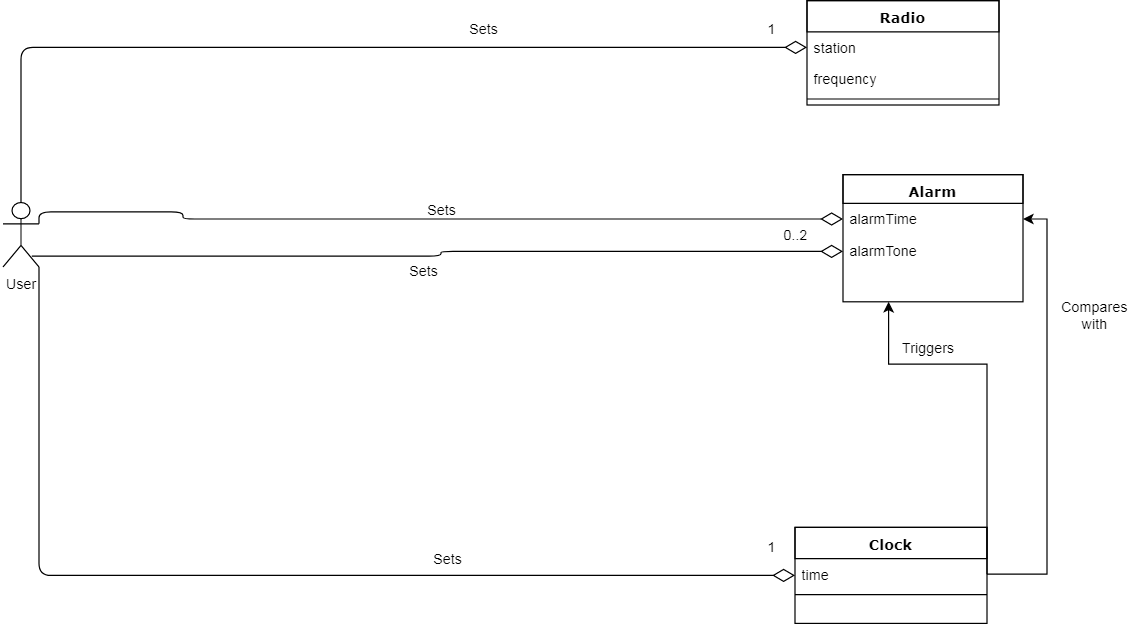 Radio
Sets
1
station
frequency
Alarm
Sets
alarmTime
0..2
alarmTone
Sets
User
Compares
with
Triggers
Clock
1
Sets
time